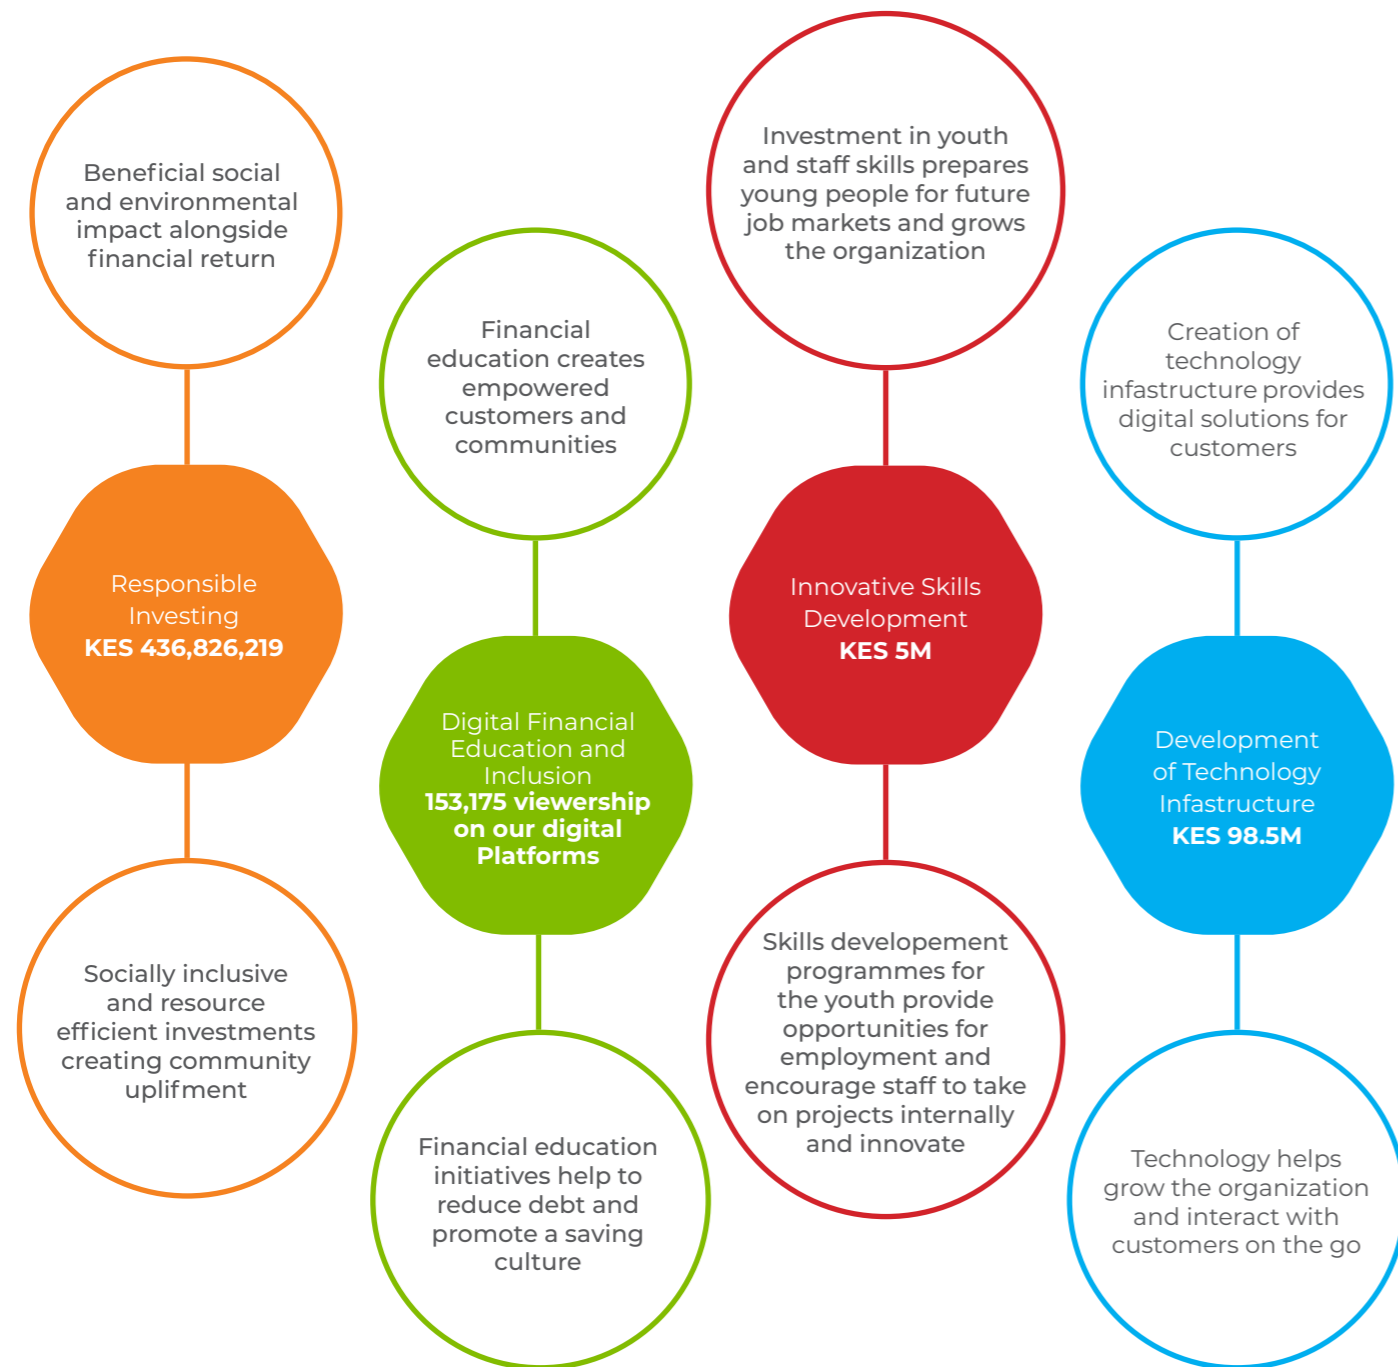 Beneficial social
and environmental
impact alongside
financial return
Responsible
Investing
KES 436,826,219
Socially inclusive
and resource
efficient investments
creating community
uplifment
Financial
education creates
empowered
customers and
communities
Digital Financial
Education and
Inclusion
153,175 viewership
on our digital
Platforms
Financial education
initiatives help to
reduce debt and
promote a saving
culture
Investment in youth
and staff skills prepares
young people for future
job markets and grows
the organization
Innovative Skills
Development
KES 5M
Skills developement
programmes for
the youth provide
opportunities for
employment and
encourage staff to take
on projects internally
and innovate
Creation of
technology
infastructure provides
digital solutions for
customers
Development
of Technology
Infastructure
KES 98.5M
Technology helps
grow the organization
and interact with
customers on the go